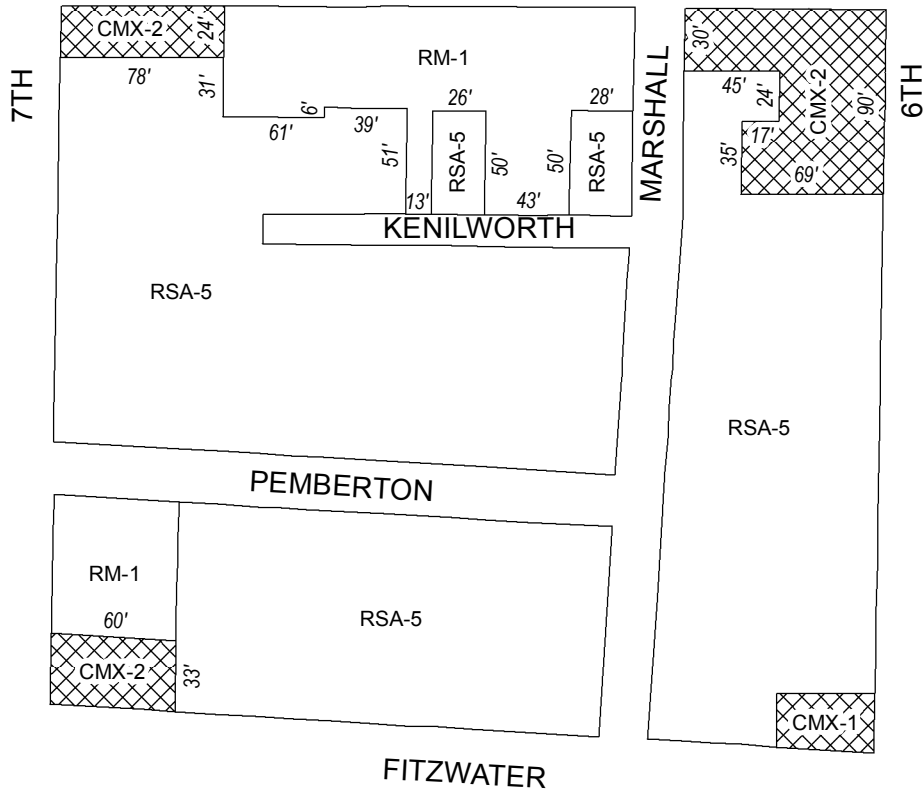 CMX-2
24'
78'
31'
RM-1
6'
61'
39'
51'
26'
28'
RSA-5
50'
50'
RSA-5
13'
43'
KENILWORTH
7TH
MARSHALL
30'
45'
24'
CMX-2
90'
17'
35'
69'
6TH
RSA-5
RSA-5
PEMBERTON
RM-1
60'
RSA-5
CMX-2
33'
CMX-1
FITZWATER